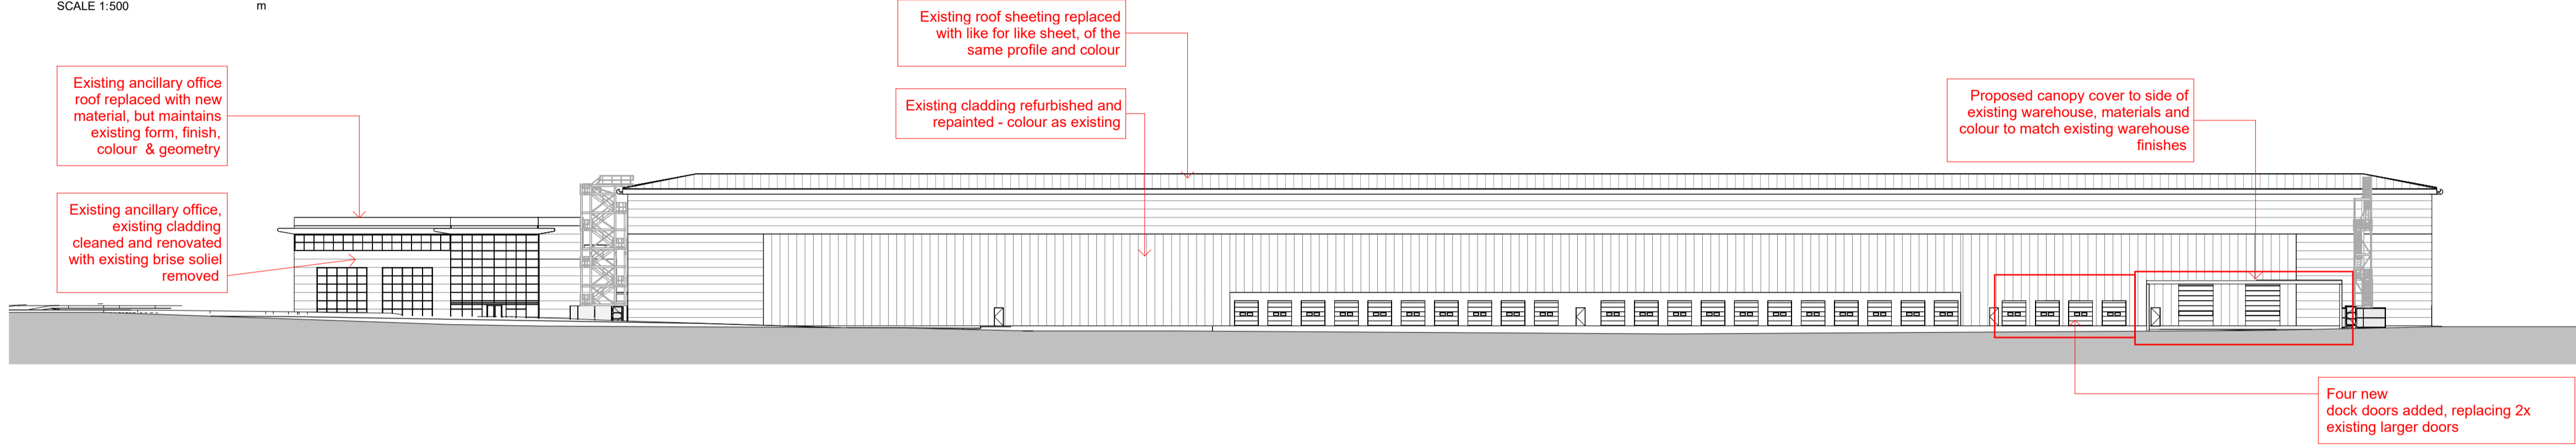 SCALE 1:500 m
Existing roof sheeting replaced
with like for like sheet, of the
same profile and colour
Existing ancillary office
roof replaced with new
material, but maintains
existing form, finish,
colour & geometry
Existing cladding refurbished and
repainted - colour as existing
Proposed canopy cover to side of
existing warehouse, materials and
colour to match existing warehouse
finishes
Existing ancillary office,
existing cladding
cleaned and renovated
with existing brise soliel
removed
Four new
dock doors added, replacing 2x
existing larger doors